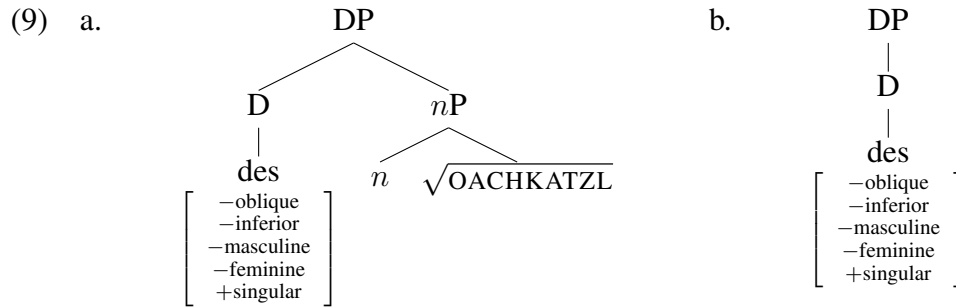 (9) a. DP b. DP
D nP D
des n √OACHKATZL des
−oblique −oblique
−inferior −inferior
−masculine −masculine
−feminine −feminine
+singular +singular